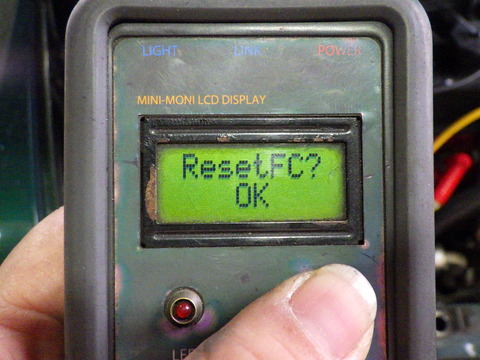 LIGHT LINK POWER
MINI-MONI LCD DISPLAY
ResetFC?
OK